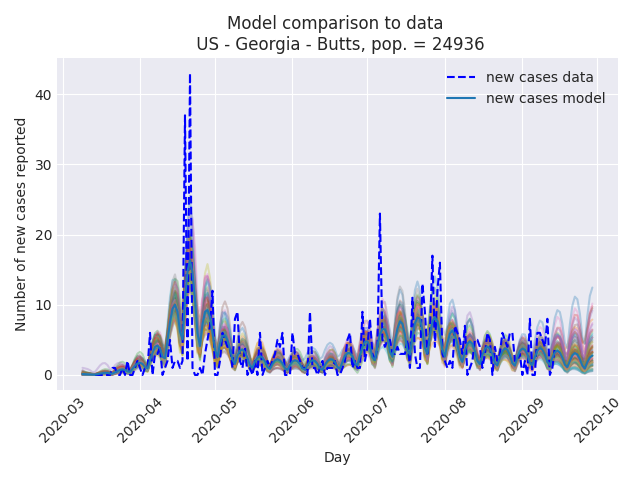 Model comparison to data
US - Georgia - Butts, pop. = 24936
new cases data
new cases model
Number of new cases reported
40
30
20
10
0
2020-03
2020-04
2020-05
2020-06
2020-07
2020-08
2020-09
2020-10
Day